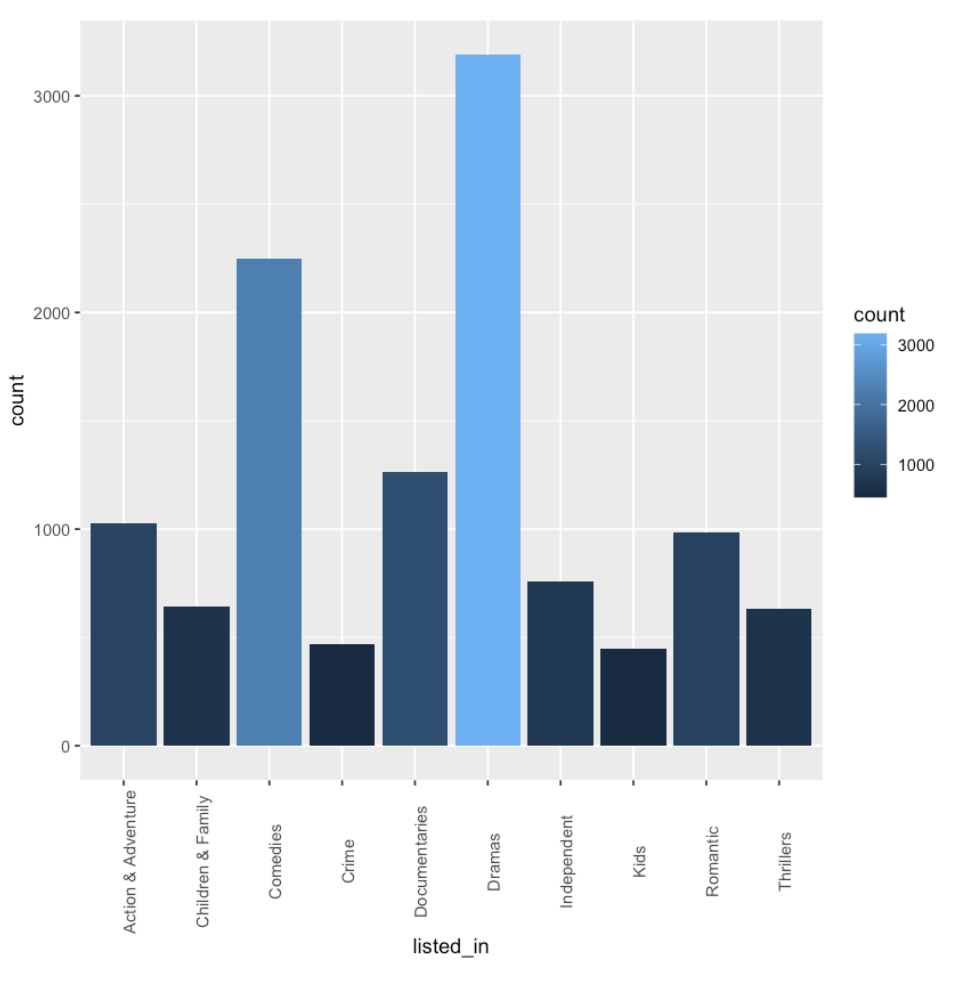 3000
2000
1000
0
count
Action & Adventure
Children & Family
Comedies
Crime
Documentaries
Dramas
Independent
Kids
Romantic
Thrillers
listed_in
count
3000
2000
1000